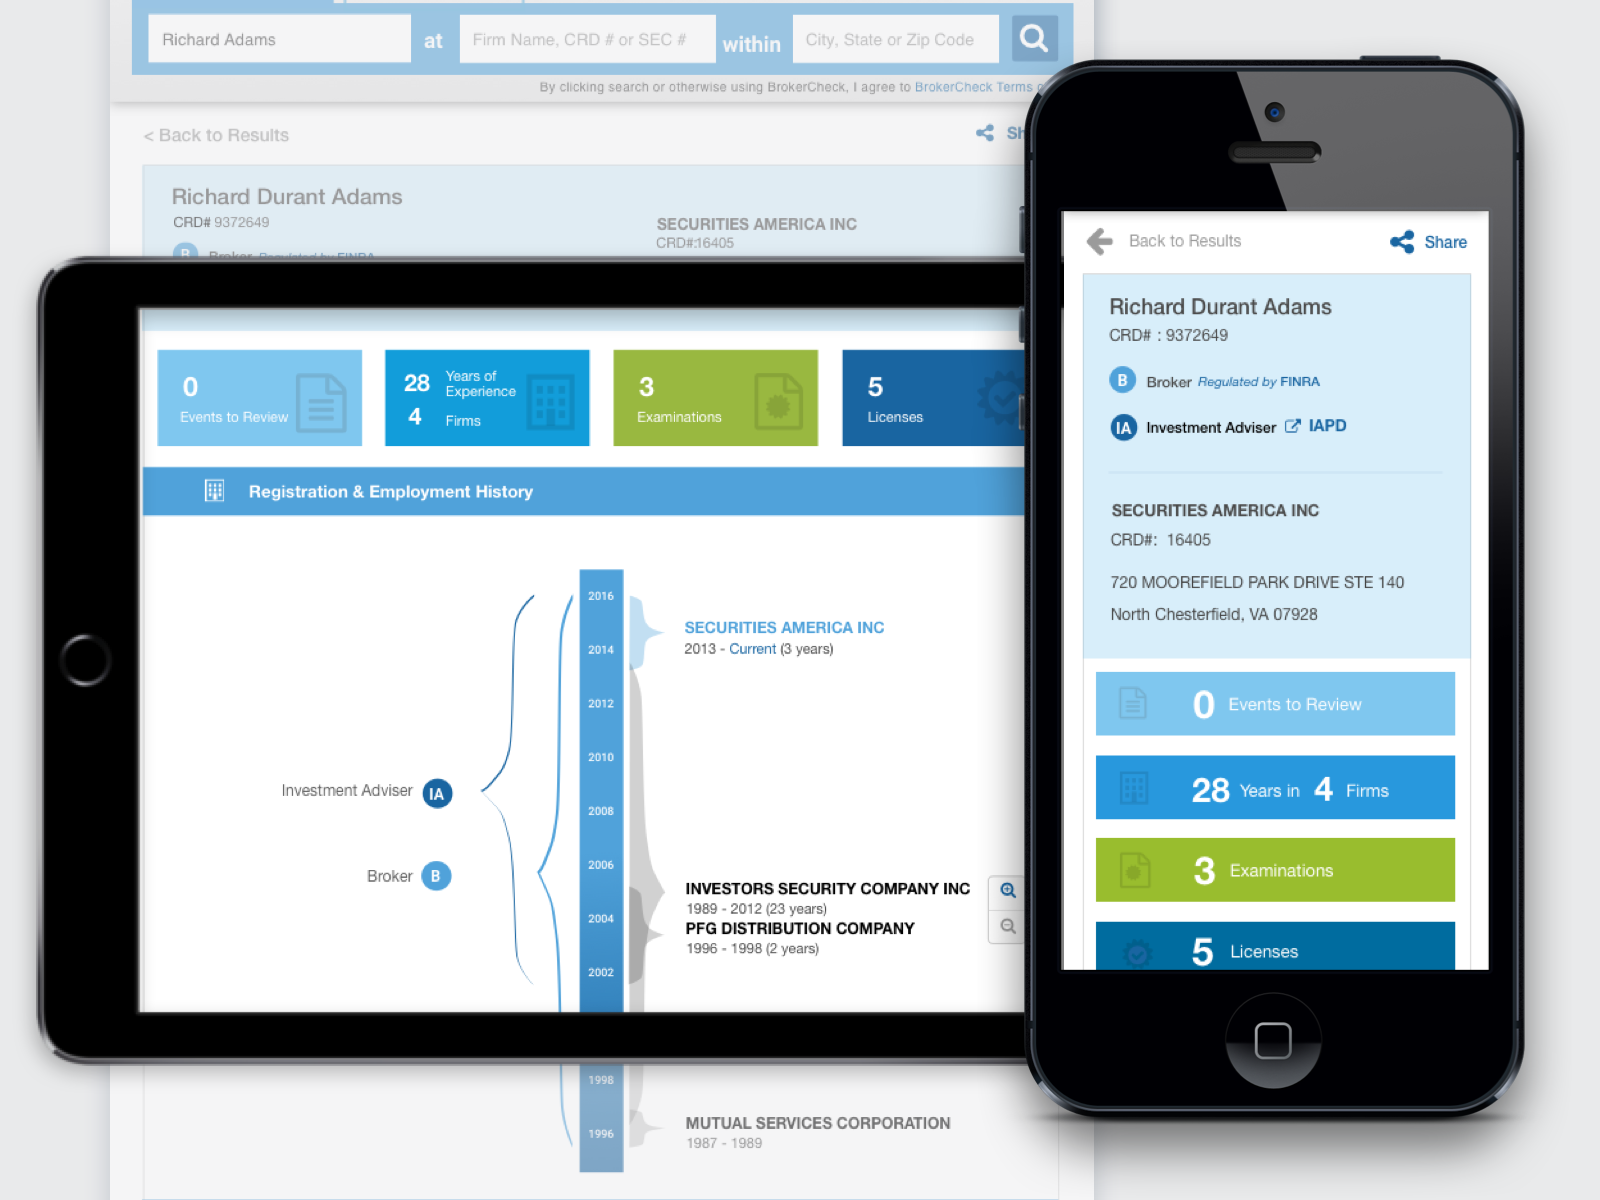 Richard Adams
at
Firm Name, CRD # or SEC #
within
City, State or Zip Code
By clicking search or otherwise using BrokerCheck, I agree to BrokerCheck Terms
< Back to Results
Richard Durant Adams
CRD# 9372649
SECURITIES AMERICA INC
CRD#:16405
B Broker Regulated by FINRA
0
Events to Review
28 Years of Experience
4 Firms
3
Examinations
5
Licenses
Registration & Employment History
2016
2014
2012
2010
2008
2006
2004
2002
1998
1996
Investment Adviser IA
Broker B
SECURITIES AMERICA INC
2013 - Current (3 years)
INVESTORS SECURITY COMPANY INC
1989 - 2012 (23 years)
PFG DISTRIBUTION COMPANY
1996 - 1998 (2 years)
MUTUAL SERVICES CORPORATION
1987 - 1989
Back to Results
Share
Richard Durant Adams
CRD# : 9372649
B Broker Regulated by FINRA
IA Investment Adviser IAPD
SECURITIES AMERICA INC
CRD#: 16405
720 MOOREFIELD PARK DRIVE STE 140
North Chesterfield, VA 07928
0 Events to Review
28 Years in 4 Firms
3 Examinations
5 Licenses